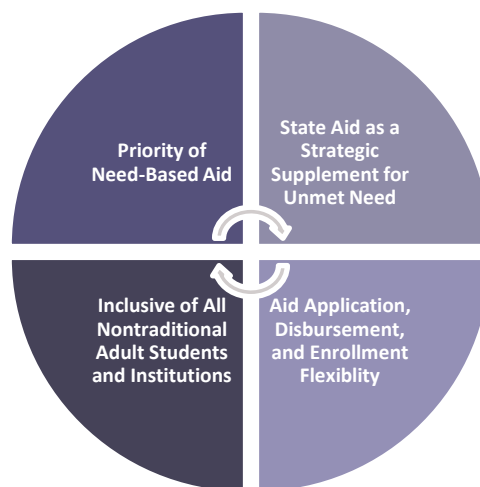 Priority of
Need-Based Aid
State Aid as a
Strategic
Supplement for
Unmet Need
Inclusive of All
Nontraditional
Adult Students
and Institutions
Aid Application,
Disbursement,
and Enrollment
Flexiblity